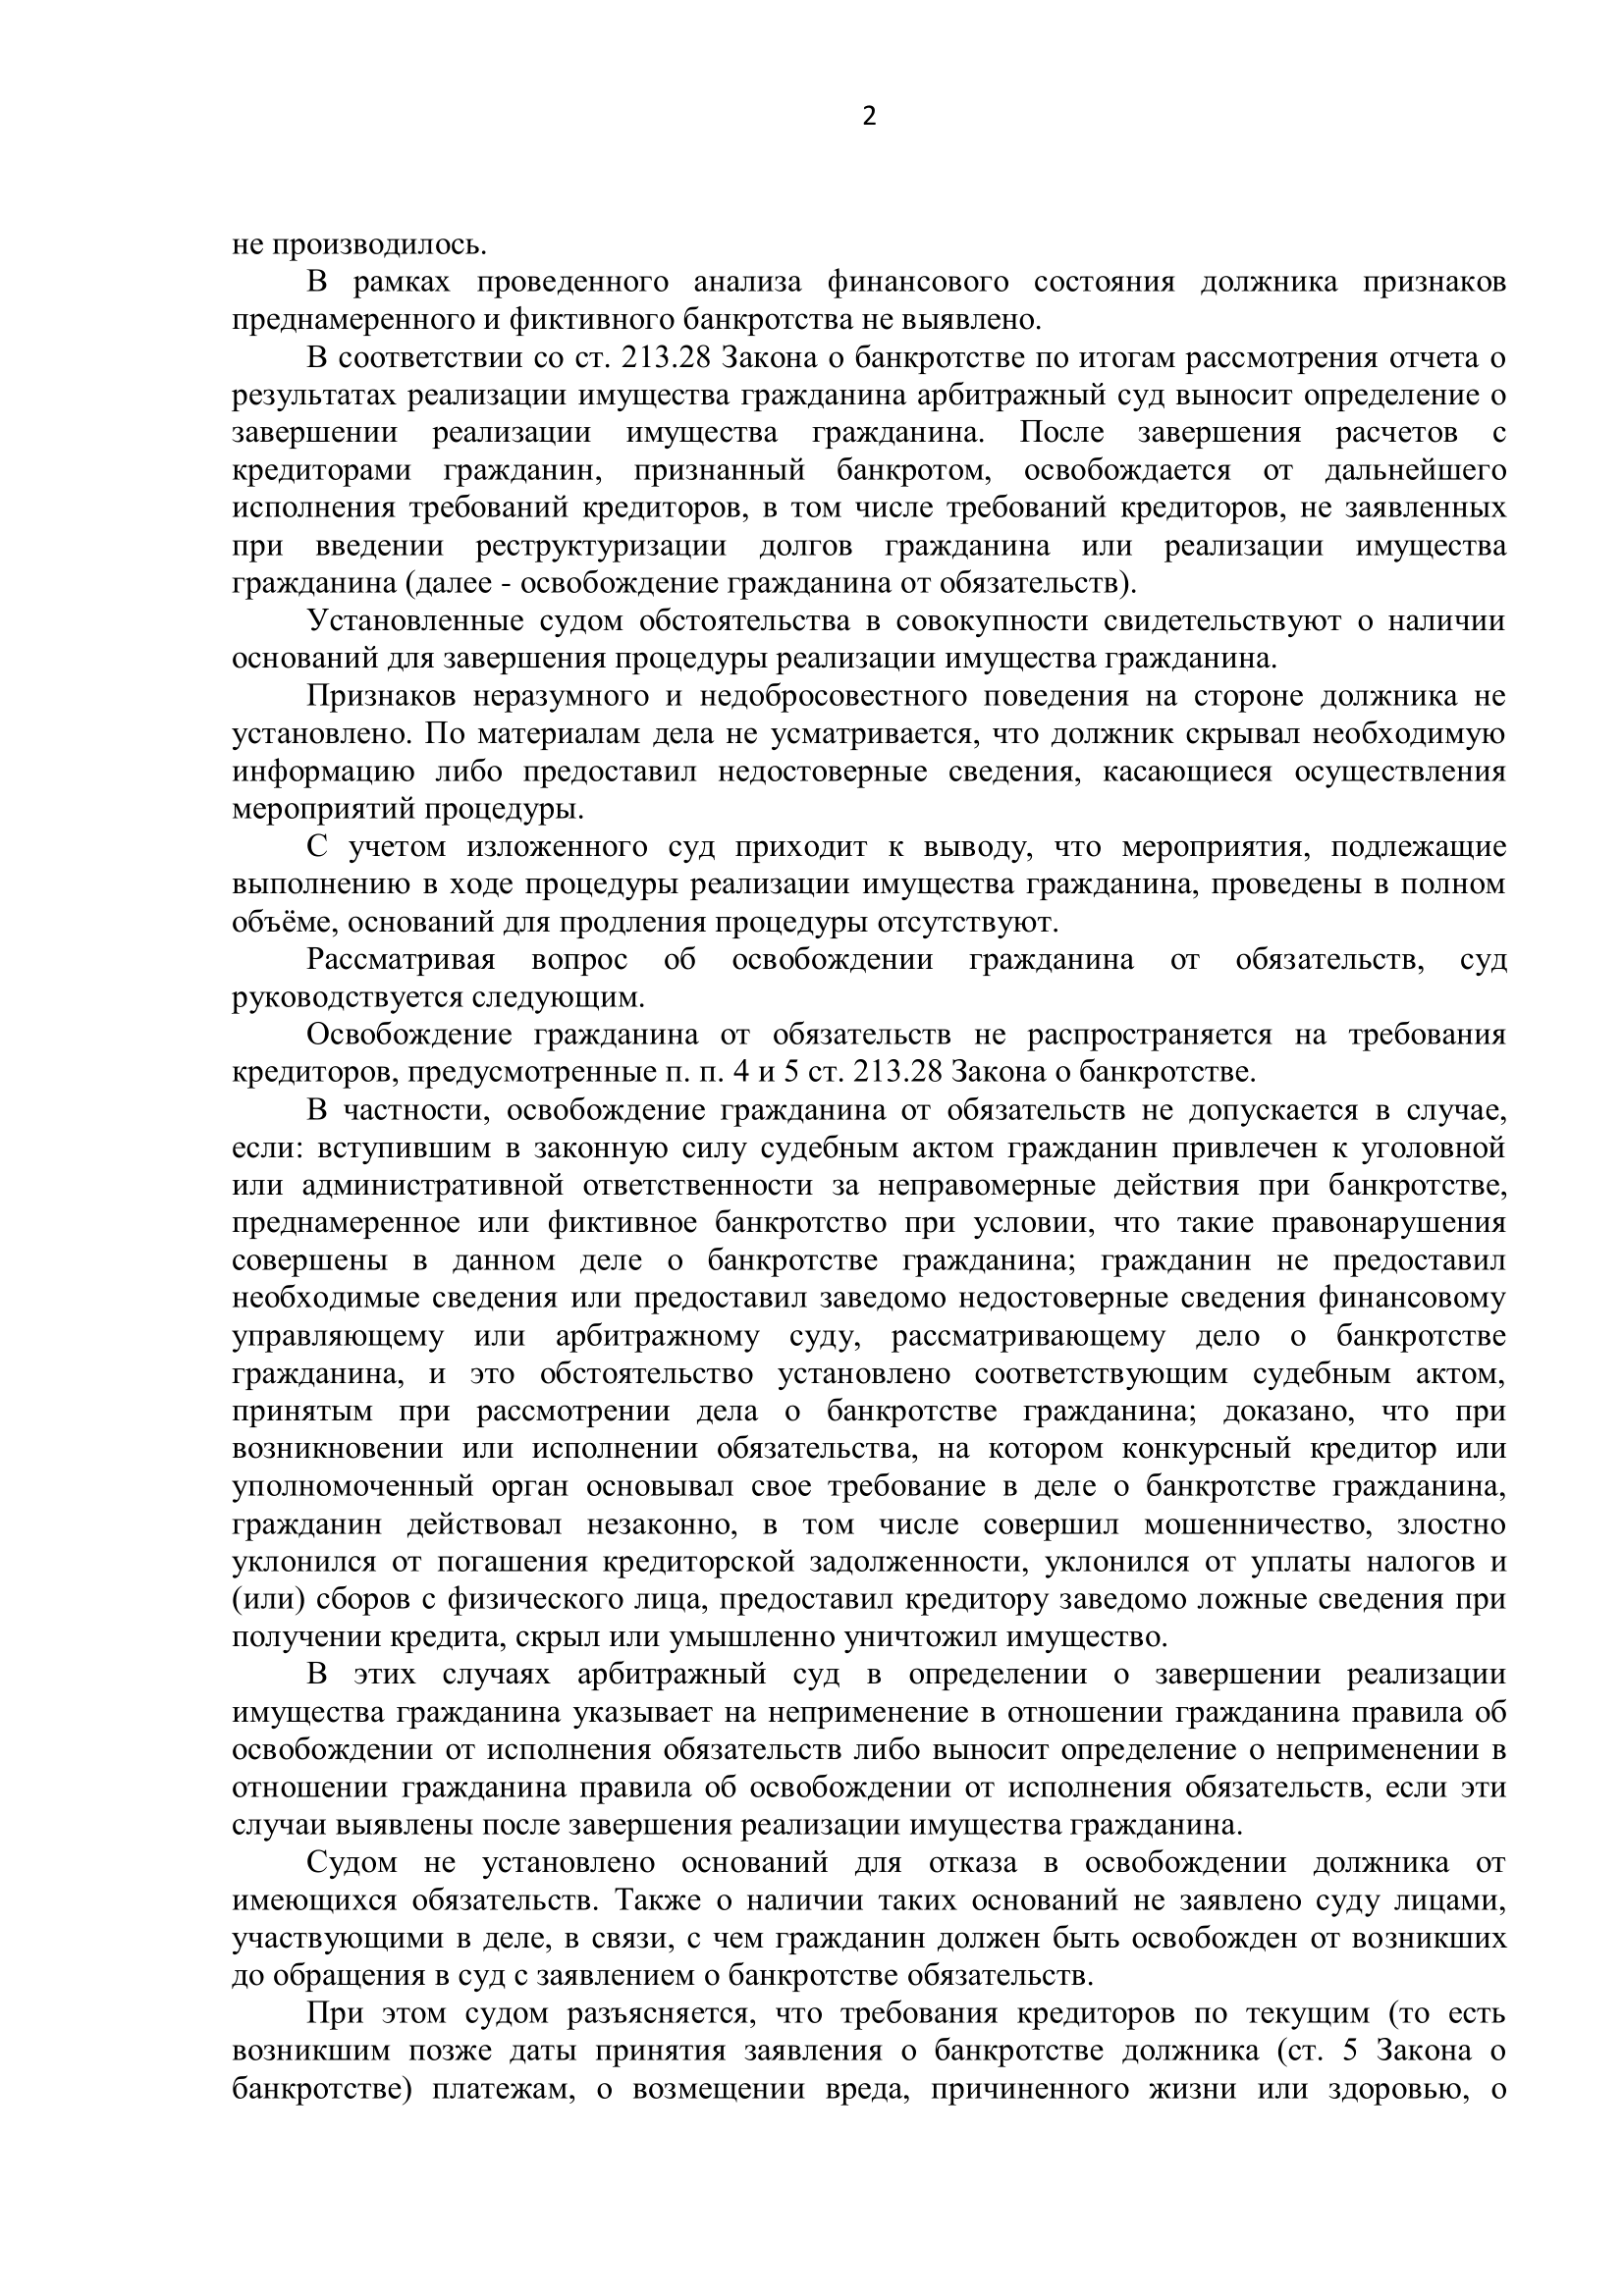 2
не производилось.
В рамках проведенного анализа финансового состояния должника признаков
преднамеренного и фиктивного банкротства не выявлено.
В соответствии со ст. 213.28 Закона о банкротстве по итогам рассмотрения отчета о
результатах реализации имущества гражданина арбитражный суд выносит определение о
завершении реализации имущества гражданина. После завершения расчетов с
кредиторами гражданин, признанный банкротом, освобождается от дальнейшего
исполнения требований кредиторов, в том числе требований кредиторов, не заявленных
при введении реструктуризации долгов гражданина или реализации имущества
гражданина (далее - освобождение гражданина от обязательств).
Установленные судом обстоятельства в совокупности свидетельствуют о наличии
оснований для завершения процедуры реализации имущества гражданина.
Признаков неразумного и недобросовестного поведения на стороне должника не
установлено. По материалам дела не усматривается, что должник скрывал необходимую
информацию либо предоставил недостоверные сведения, касающиеся осуществления
мероприятий процедуры.
С учетом изложенного суд приходит к выводу, что мероприятия, подлежащие
выполнению в ходе процедуры реализации имущества гражданина, проведены в полном
объёме, оснований для продления процедуры отсутствуют.
Рассматривая вопрос об освобождении гражданина от обязательств, суд
руководствуется следующим.
Освобождение гражданина от обязательств не распространяется на требования
кредиторов, предусмотренные п. п. 4 и 5 ст. 213.28 Закона о банкротстве.
В частности, освобождение гражданина от обязательств не допускается в случае,
если: вступившим в законную силу судебным актом гражданин привлечен к уголовной
или административной ответственности за неправомерные действия при банкротстве,
преднамеренное или фиктивное банкротство при условии, что такие правонарушения
совершены в данном деле о банкротстве гражданина; гражданин не предоставил
необходимые сведения или предоставил заведомо недостоверные сведения финансовому
управляющему или арбитражному суду, рассматривающему дело о банкротстве
гражданина, и это обстоятельство установлено соответствующим судебным актом,
принятым при рассмотрении дела о банкротстве гражданина; доказано, что при
возникновении или исполнении обязательства, на котором конкурсный кредитор или
уполномоченный орган основывал свое требование в деле о банкротстве гражданина,
гражданин действовал незаконно, в том числе совершил мошенничество, злостно
уклонился от погашения кредиторской задолженности, уклонился от уплаты налогов и
(или) сборов с физического лица, предоставил кредитору заведомо ложные сведения при
получении кредита, скрыл или умышленно уничтожил имущество.
В этих случаях арбитражный суд в определении о завершении реализации
имущества гражданина указывает на неприменение в отношении гражданина правила об
освобождении от исполнения обязательств либо выносит определение о неприменении в
отношении гражданина правила об освобождении от исполнения обязательств, если эти
случаи выявлены после завершения реализации имущества гражданина.
Судом не установлено оснований для отказа в освобождении должника от
имеющихся обязательств. Также о наличии таких оснований не заявлено суду лицами,
участвующими в деле, в связи, с чем гражданин должен быть освобожден от возникших
до обращения в суд с заявлением о банкротстве обязательств.
При этом судом разъясняется, что требования кредиторов по текущим (то есть
возникшим позже даты принятия заявления о банкротстве должника (ст. 5 Закона о
банкротстве) платежам, о возмещении вреда, причиненного жизни или здоровью, о